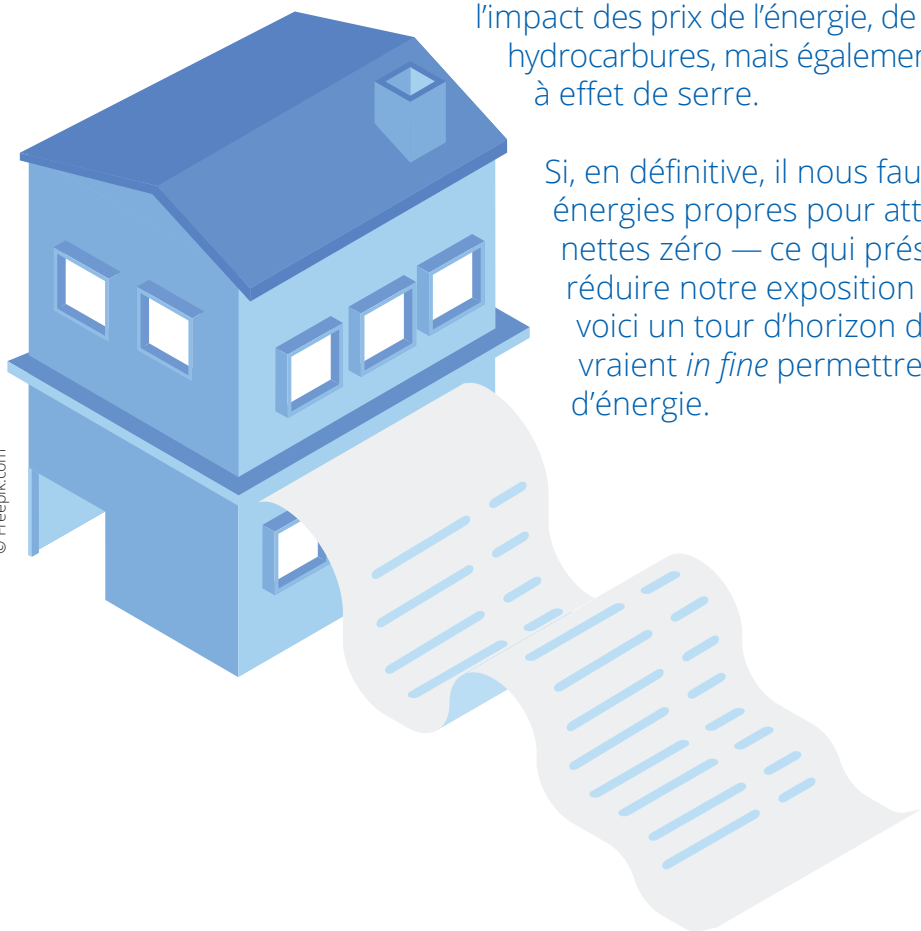 l’impact des prix de l’énergie, de
hydrocarbures, mais égalemen
à effet de serre.
Si, en définitive, il nous fau
énergies propres pour att
nettes zéro — ce qui prés
réduire notre exposition
voici un tour d’horizon d
vraient in fine permettre
d’énergie.
© Freepik.com